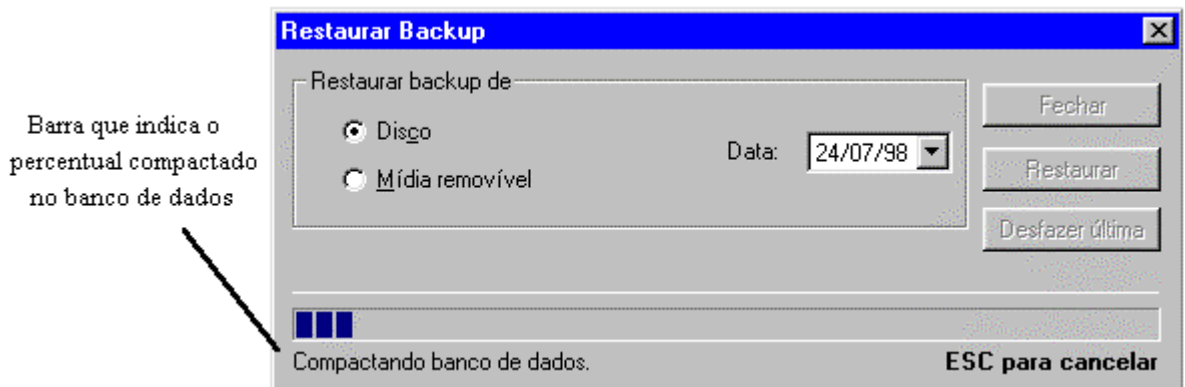 Restaurar Backup
Restaurar backup de
Disco
Mídia removível
Data:
24/07/98
Fechar
Restaurar
Desfazer última
Barra que indica o
percentual compactado
no banco de dados
Compactando banco de dados.
ESC para cancelar